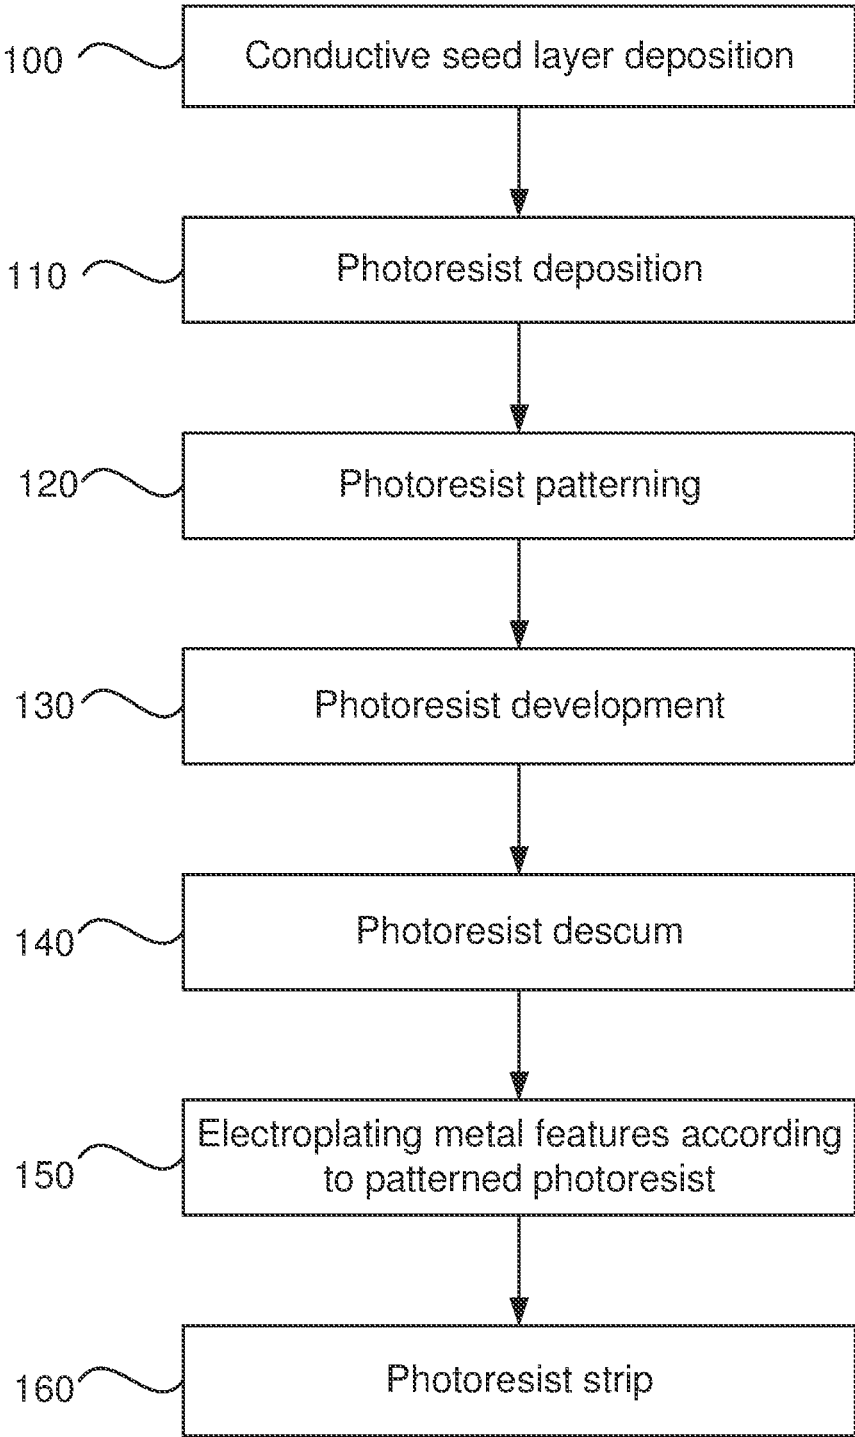 100 Conductive seed layer deposition
110 Photoresist deposition
120 Photoresist patterning
130 Photoresist development
140 Photoresist descum
150 Electroplating metal features according
to patterned photoresist
160 Photoresist strip